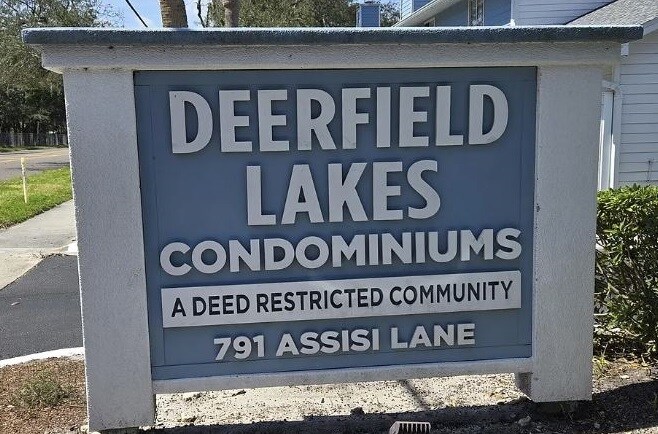 DEERFIELD
LAKES
CONDOMINIUMS
A DEED RESTRICTED COMMUNITY
791 ASSISI LANE